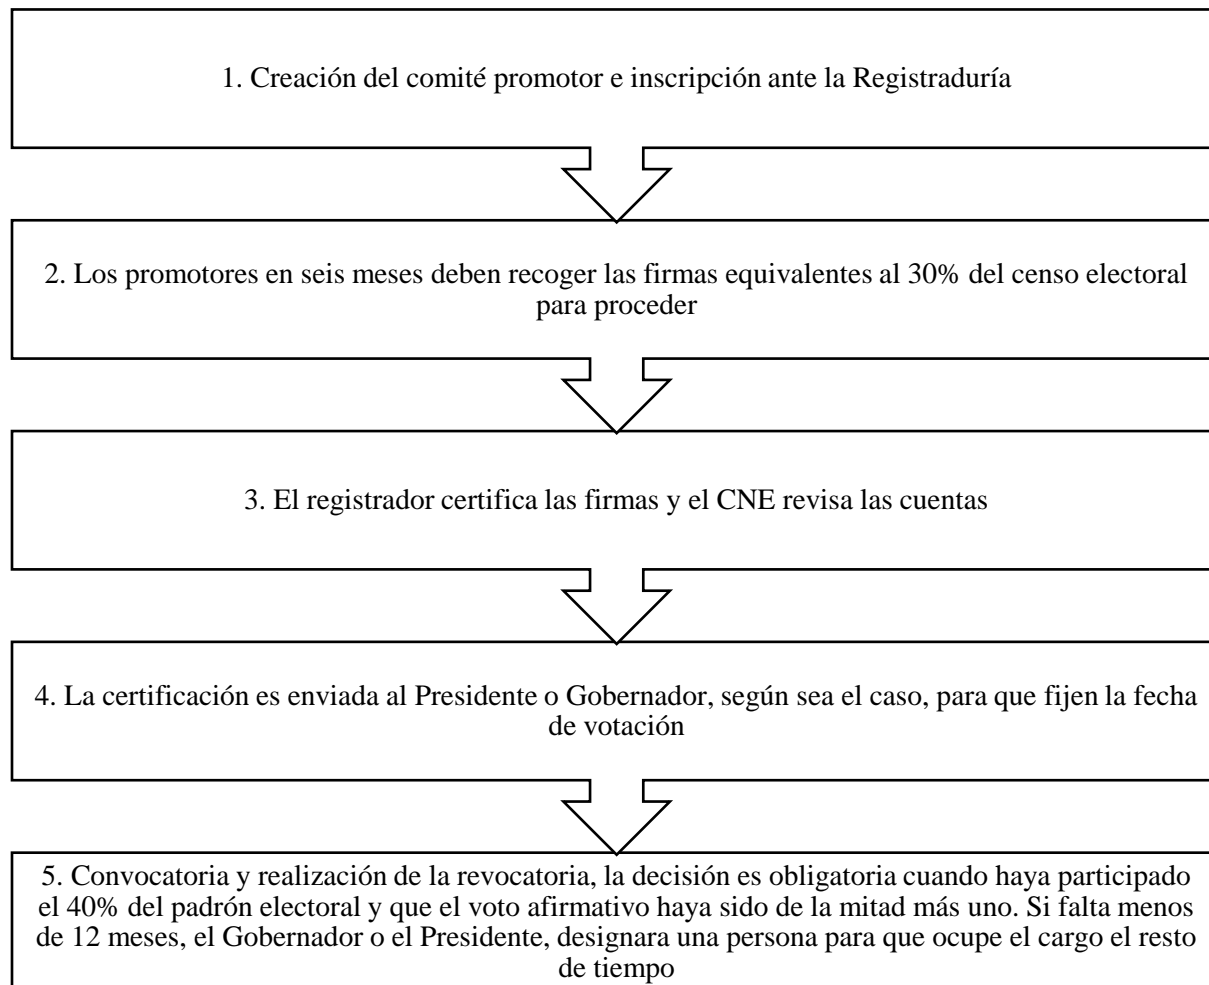 1. Creación del comité promotor e inscripción ante la Registraduría
2. Los promotores en seis meses deben recoger las firmas equivalentes al 30% del censo electoral
para proceder
3. El registrador certifica las firmas y el CNE revisa las cuentas
4. La certificación es enviada al Presidente o Gobernador, según sea el caso, para que fijen la fecha
de votación
5. Convocatoria y realización de la revocatoria, la decisión es obligatoria cuando haya participado
el 40% del padrón electoral y que el voto afirmativo haya sido de la mitad más uno. Si falta menos
de 12 meses, el Gobernador o el Presidente, designara una persona para que ocupe el cargo el resto
de tiempo